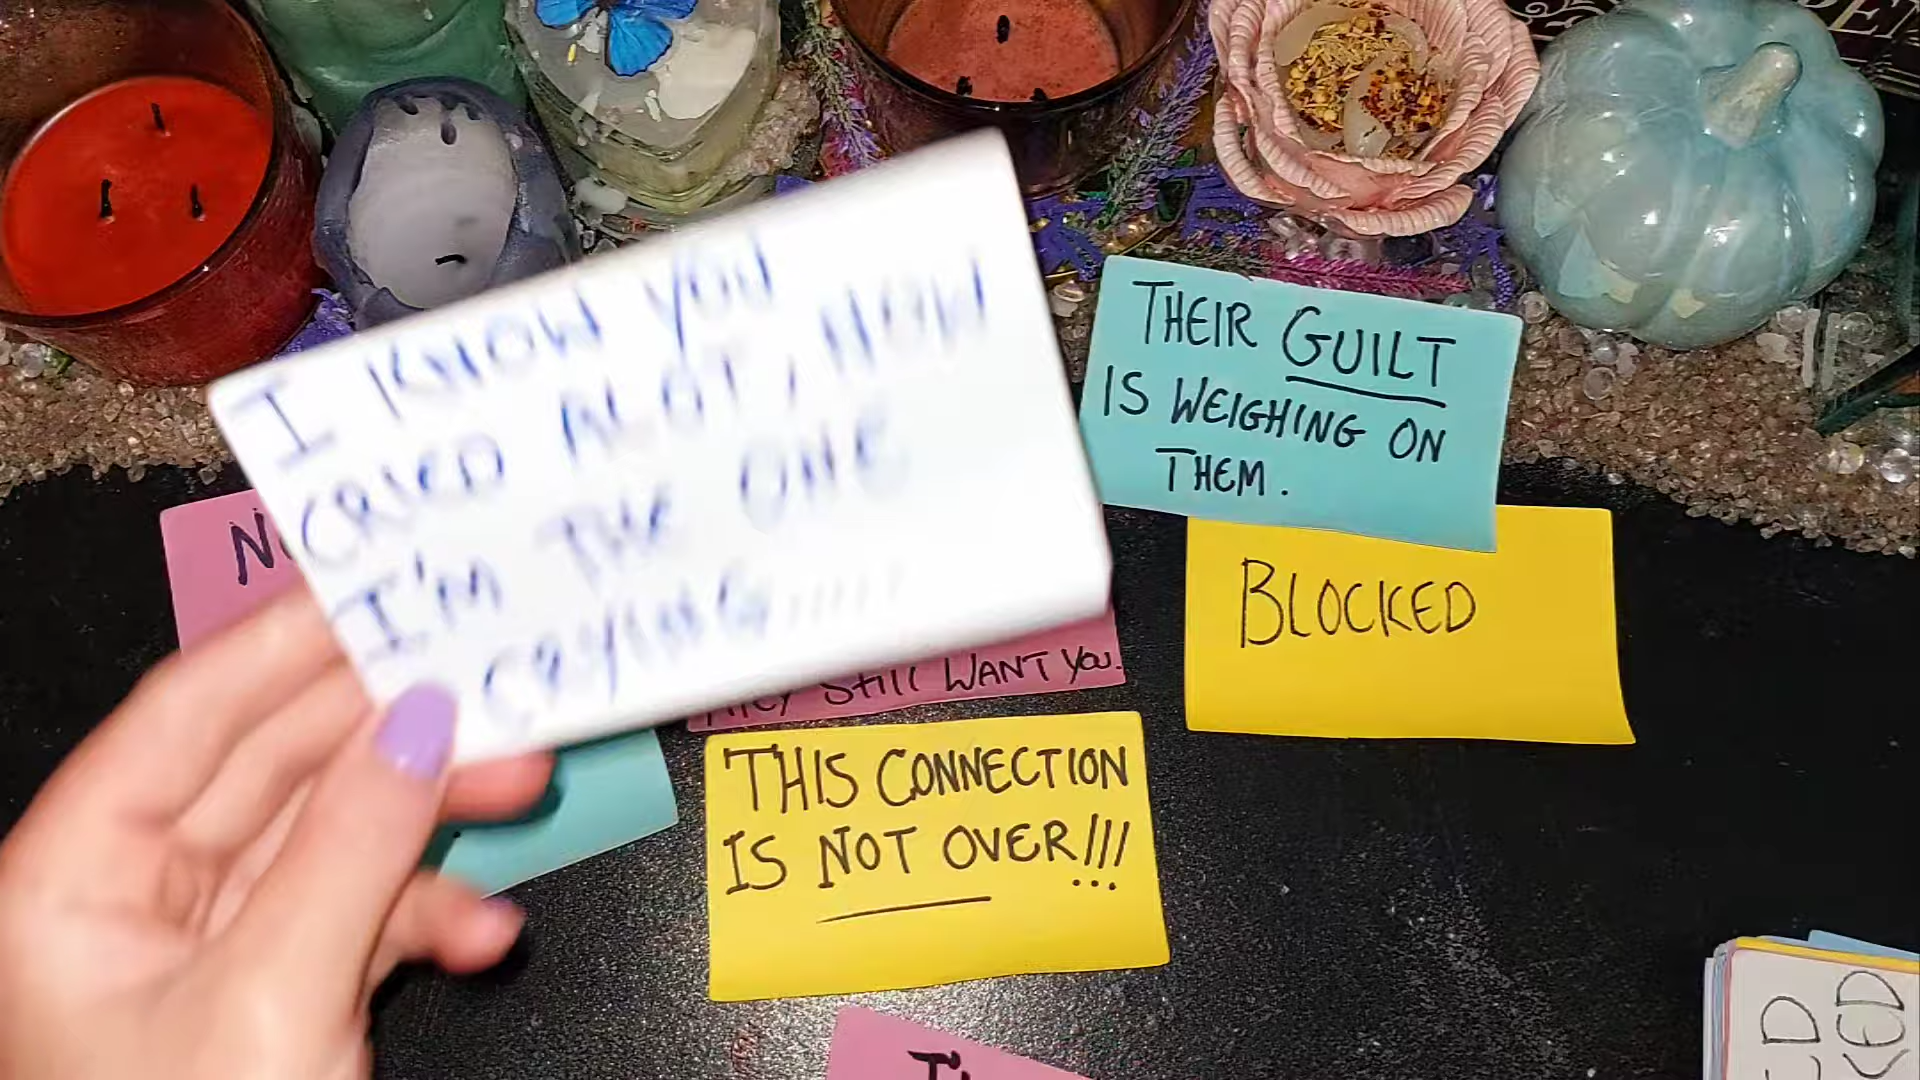 I KNOW YOU
CRIED ALOT, NOW
I'M THE ONE
CRYING.....
THEIR GUILT
IS WEIGHING ON
THEM.
BLOCKED
THEY STILL WANT YOU.
THIS CONNECTION
IS NOT OVER!!!